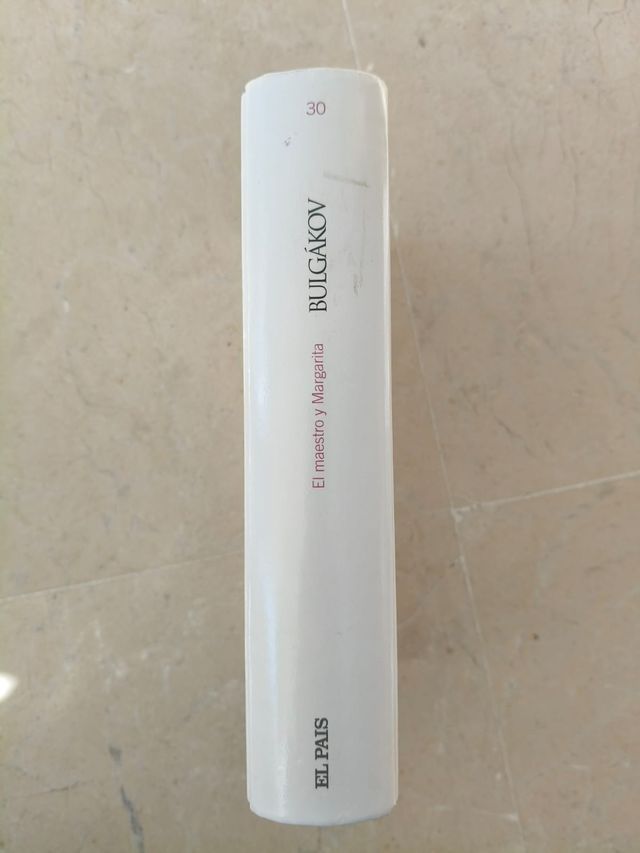 30
BULGÁKOV
El maestro y Margarita
EL PAIS